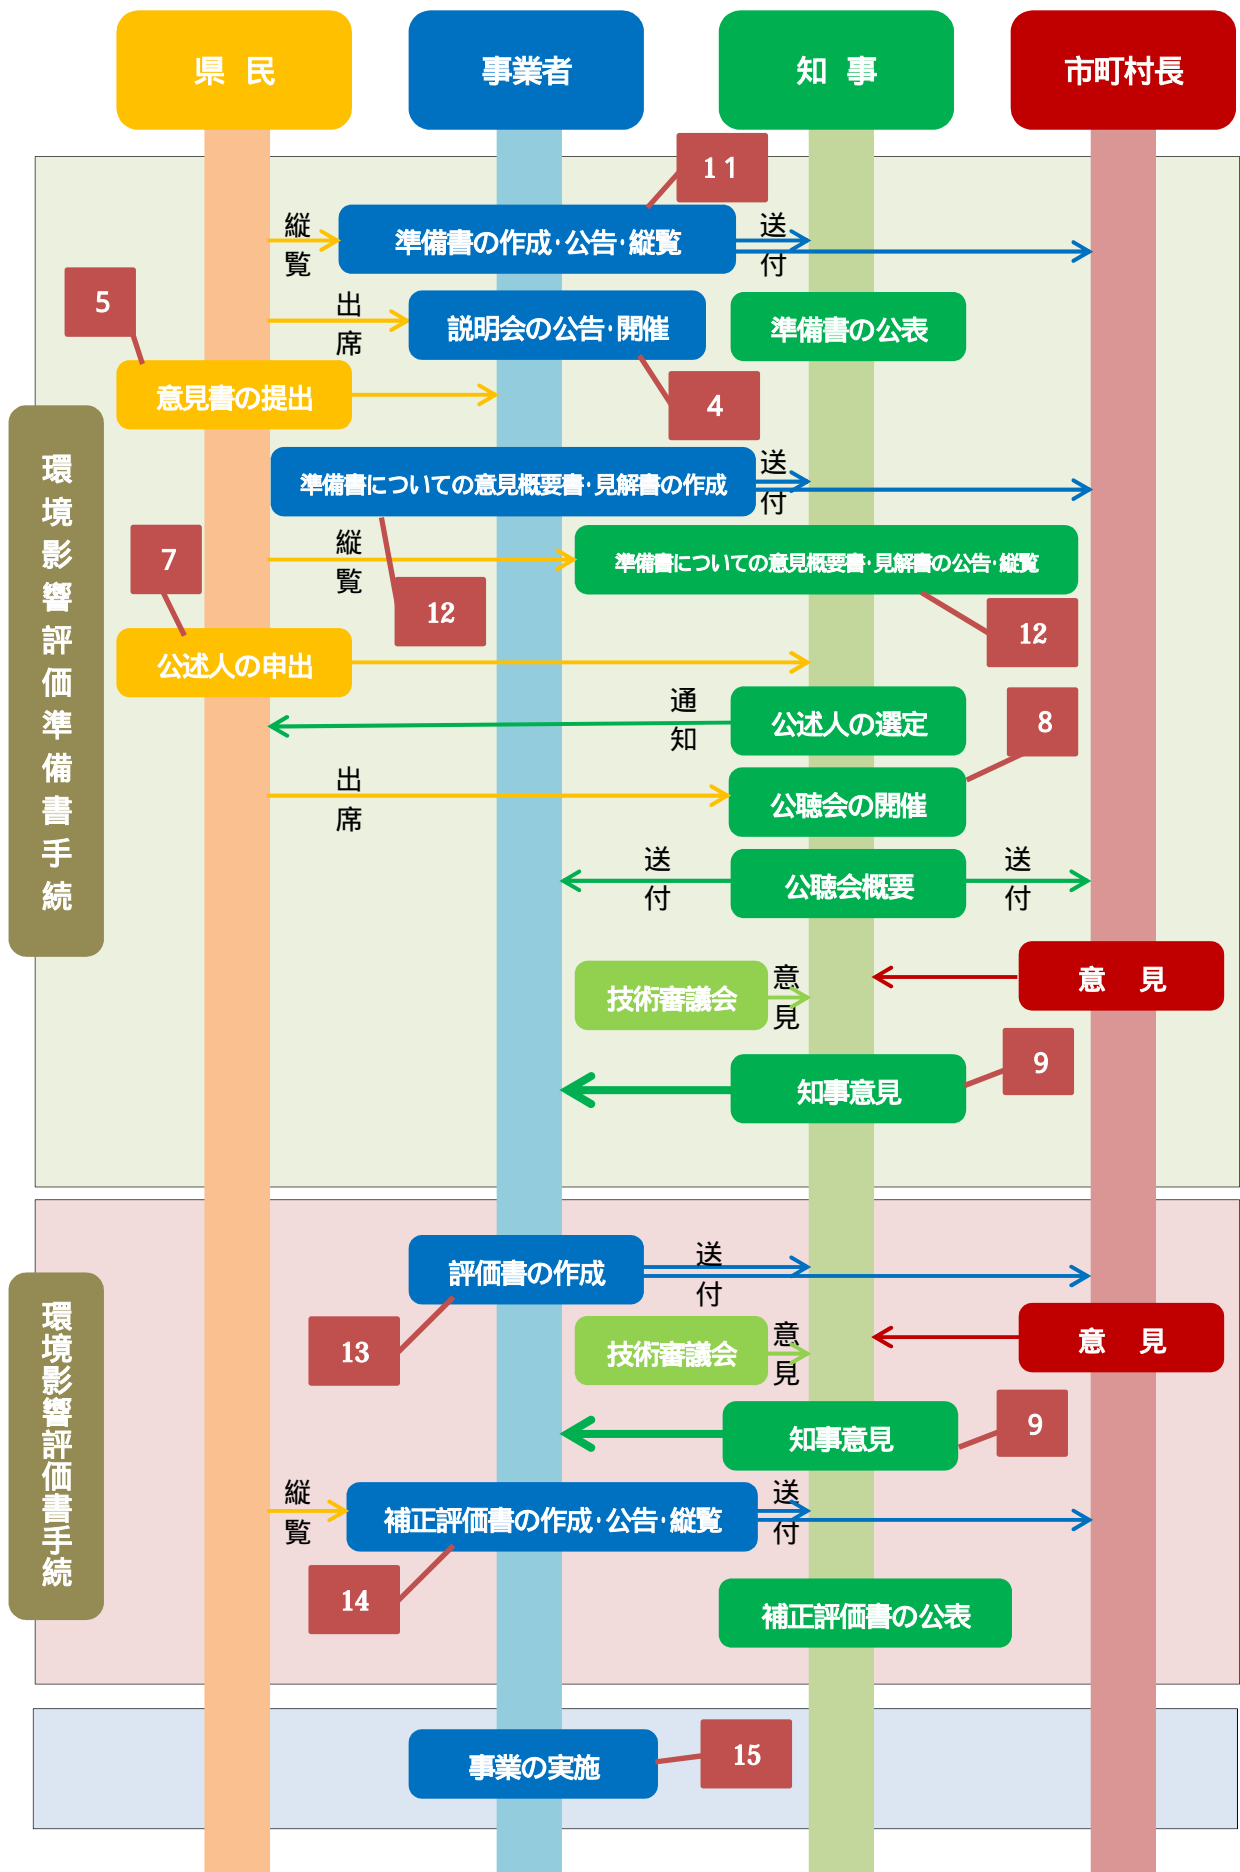 県 民
事業者
知 事
市町村長
11
縦覧
準備書の作成・公告・縦覧
送付
5
出席
説明会の公告・開催
準備書の公表
意見書の提出
4
環境影響評価準備書手続
準備書についての意見概要書・見解書の作成
送付
7
縦覧
準備書についての意見概要書・見解書の公告・縦覧
12
12
公述人の申出
通知
公述人の選定
8
出席
公聴会の開催
送付
公聴会概要
送付
技術審議会
意見
意 見
9
知事意見
環境影響評価書手続
評価書の作成
送付
13
技術審議会
意見
意 見
9
知事意見
縦覧
補正評価書の作成・公告・縦覧
送付
14
補正評価書の公表
事業の実施
15